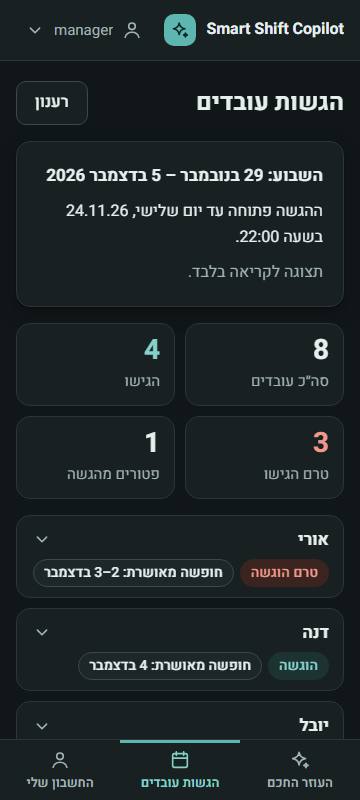 Smart Shift Copilot
manager
הגשות עובדים
רענון
השבוע: 29 בנובמבר – 5 בדצמבר 2026
ההגשה פתוחה עד יום שלישי, 24.11.26
בשעה 22:00.
תצוגה לקריאה בלבד.
8
סה״כ עובדים
4
הגישו
3
טרם הגישו
1
פטורים מהגשה
אורי
טרם הוגשה
חופשה מאושרת: 2–3 בדצמבר
דנה
הוגשה
חופשה מאושרת: 4 בדצמבר
יובל
העוזר החכם
הגשות עובדים
החשבון שלי